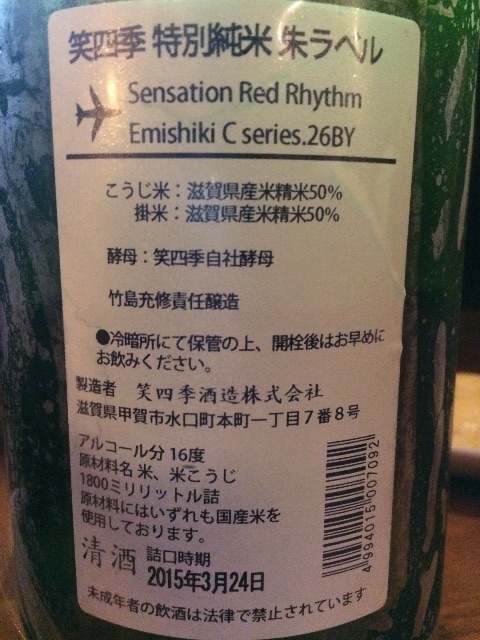 笑四季 特別純米 朱ラベル
Sensation Red Rhythm
Emishiki C series.26BY
こうじ米：滋賀県産米精米50%
掛米：滋賀県産米精米50%
酵母：笑四季自社酵母
竹島充修責任醸造
●冷暗所にて保管の上、開栓後はお早めに
お飲みください。
製造者 笑四季酒造株式会社
滋賀県甲賀市水口町本町一丁目7番8号
アルコール分 16度
原材料名 米、米こうじ
1800ミリリットル詰
原材料にはいずれも国産米を
使用しております。
清酒 詰口時期
2015年3月24日
4 994015 007092
未成年者の飲酒は法律で禁止されています